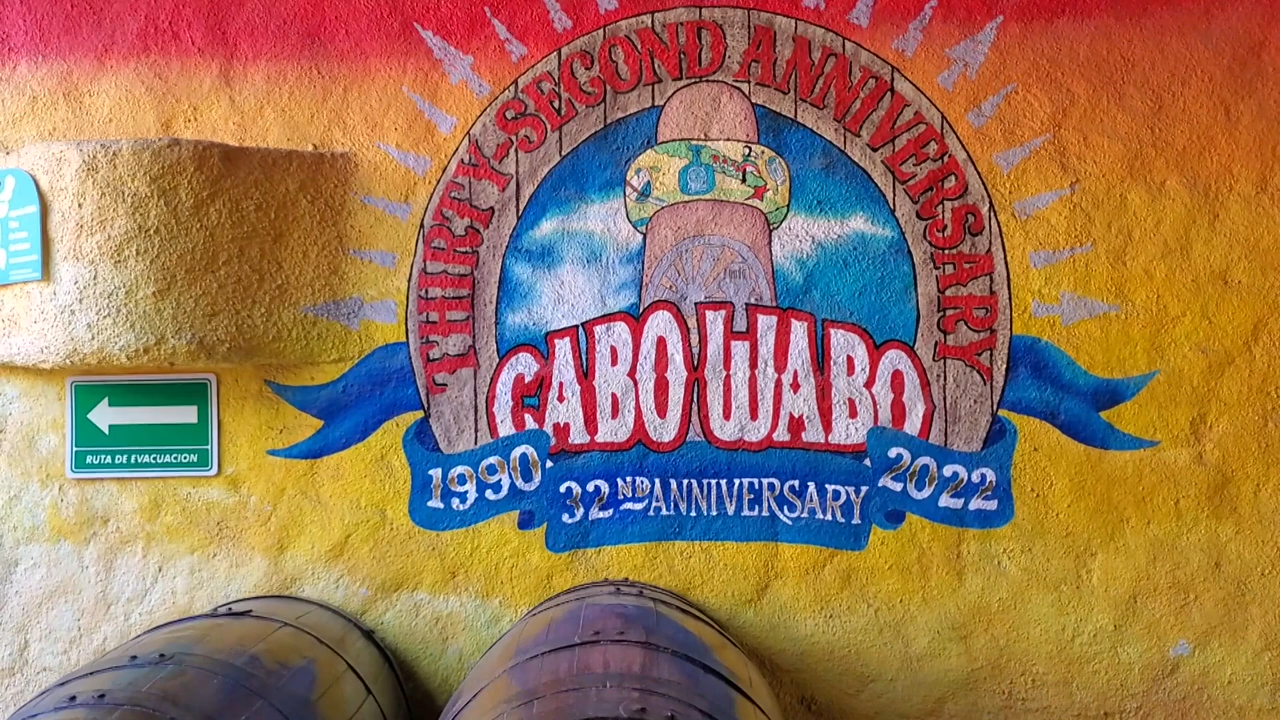 THIRTY-SECOND ANNIVERSARY
CABO WABO
1990
32ND ANNIVERSARY
2022
RUTA DE EVACUACION